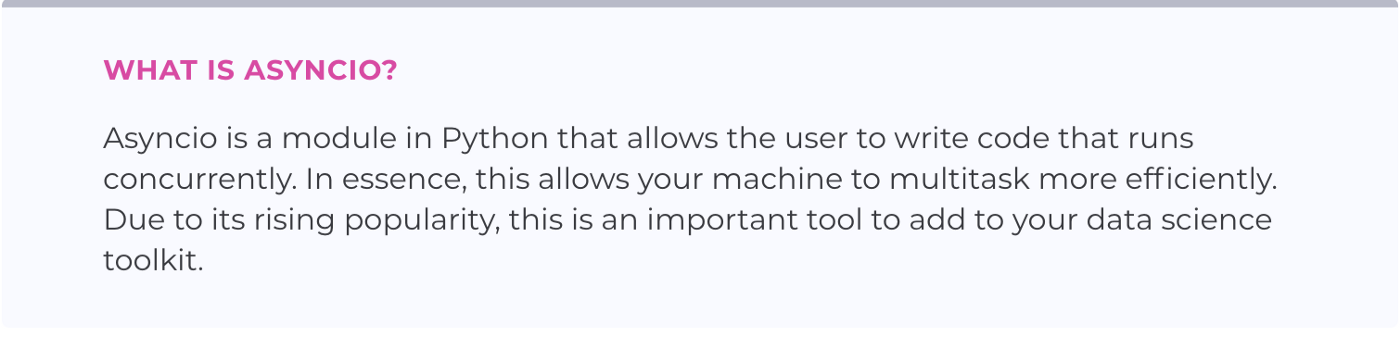 WHAT IS ASYNCIO?
Asyncio is a module in Python that allows the user to write code that runs
concurrently. In essence, this allows your machine to multitask more efficiently.
Due to its rising popularity, this is an important tool to add to your data science
toolkit.